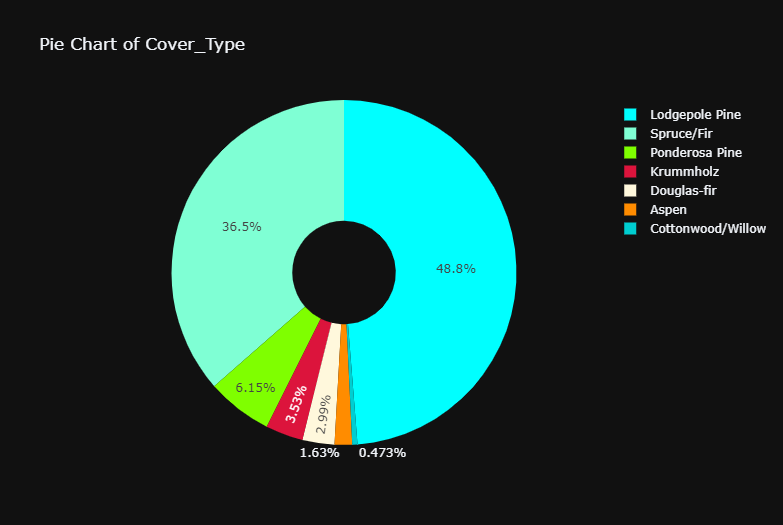 Pie Chart of Cover_Type
Lodgepole Pine
Spruce/Fir
Ponderosa Pine
Krummholz
Douglas-fir
Aspen
Cottonwood/Willow
36.5%
48.8%
6.15%
3.53%
2.99%
1.63%
0.473%